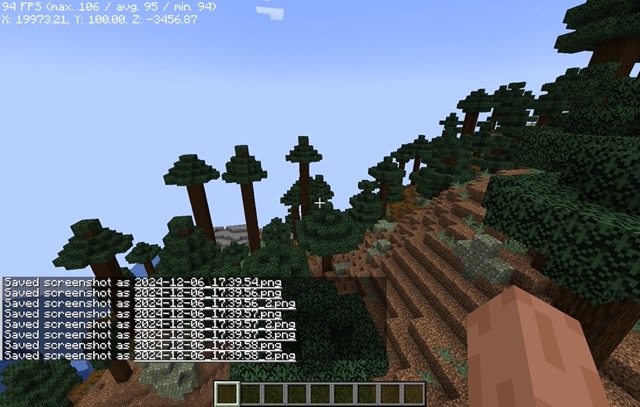 94 FPS (max. 106 / avg. 95 / min. 94)
X: 19973.21, Y: 100.00, Z: -3456.87
Saved screenshot as 2024-12-06_17.39.54.png
Saved screenshot as 2024-12-06_17.39.56.png
Saved screenshot as 2024-12-06_17.39.56_2.png
Saved screenshot as 2024-12-06_17.39.57.png
Saved screenshot as 2024-12-06_17.39.57_2.png
Saved screenshot as 2024-12-06_17.39.57_3.png
Saved screenshot as 2024-12-06_17.39.58.png
Saved screenshot as 2024-12-06_17.39.58_2.png